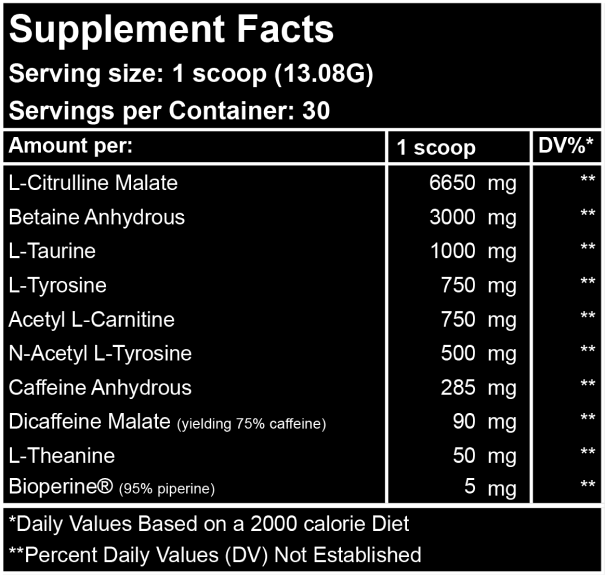 Supplement Facts
Serving size: 1 scoop (13.08G)
Servings per Container: 30
Amount per: 1 scoop DV%*
L-Citrulline Malate 6650 mg **
Betaine Anhydrous 3000 mg **
L-Taurine 1000 mg **
L-Tyrosine 750 mg **
Acetyl L-Carnitine 750 mg **
N-Acetyl L-Tyrosine 500 mg **
Caffeine Anhydrous 285 mg **
Dicaffeine Malate (yielding 75% caffeine) 90 mg **
L-Theanine 50 mg **
Bioperine® (95% piperine) 5 mg **
*Daily Values Based on a 2000 calorie Diet
**Percent Daily Values (DV) Not Established